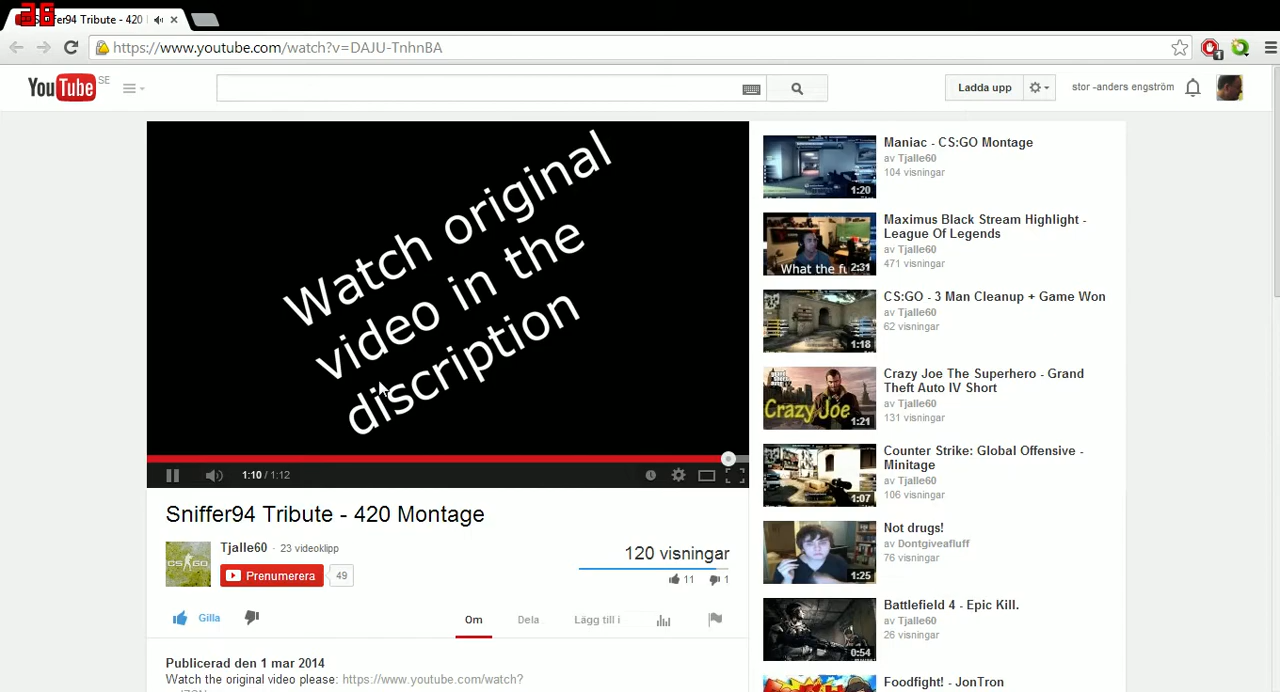 38
Sniffer94 Tribute - 420
https://www.youtube.com/watch?v=DAJU-TnhnBA
1
YouTube SE
Ladda upp
stor -anders engström
Watch original
video in the
discription
1:10 / 1:12
Sniffer94 Tribute - 420 Montage
CS:GO
Tjalle60 · 23 videoklipp
Prenumerera 49
120 visningar
11 1
Gilla
Om Dela Lägg till i
Publicerad den 1 mar 2014
Watch the original video please: https://www.youtube.com/watch?
Maniac - CS:GO Montage
av Tjalle60
104 visningar
1:20
Maximus Black Stream Highlight -
League Of Legends
av Tjalle60
471 visningar
What the fu
2:31
CS:GO - 3 Man Cleanup + Game Won
av Tjalle60
62 visningar
1:18
Crazy Joe The Superhero - Grand
Theft Auto IV Short
av Tjalle60
131 visningar
Crazy Joe
1:21
Counter Strike: Global Offensive -
Minitage
av Tjalle60
106 visningar
1:07
Not drugs!
av Dontgiveafluff
76 visningar
1:25
Battlefield 4 - Epic Kill.
av Tjalle60
26 visningar
0:54
Foodfight! - JonTron